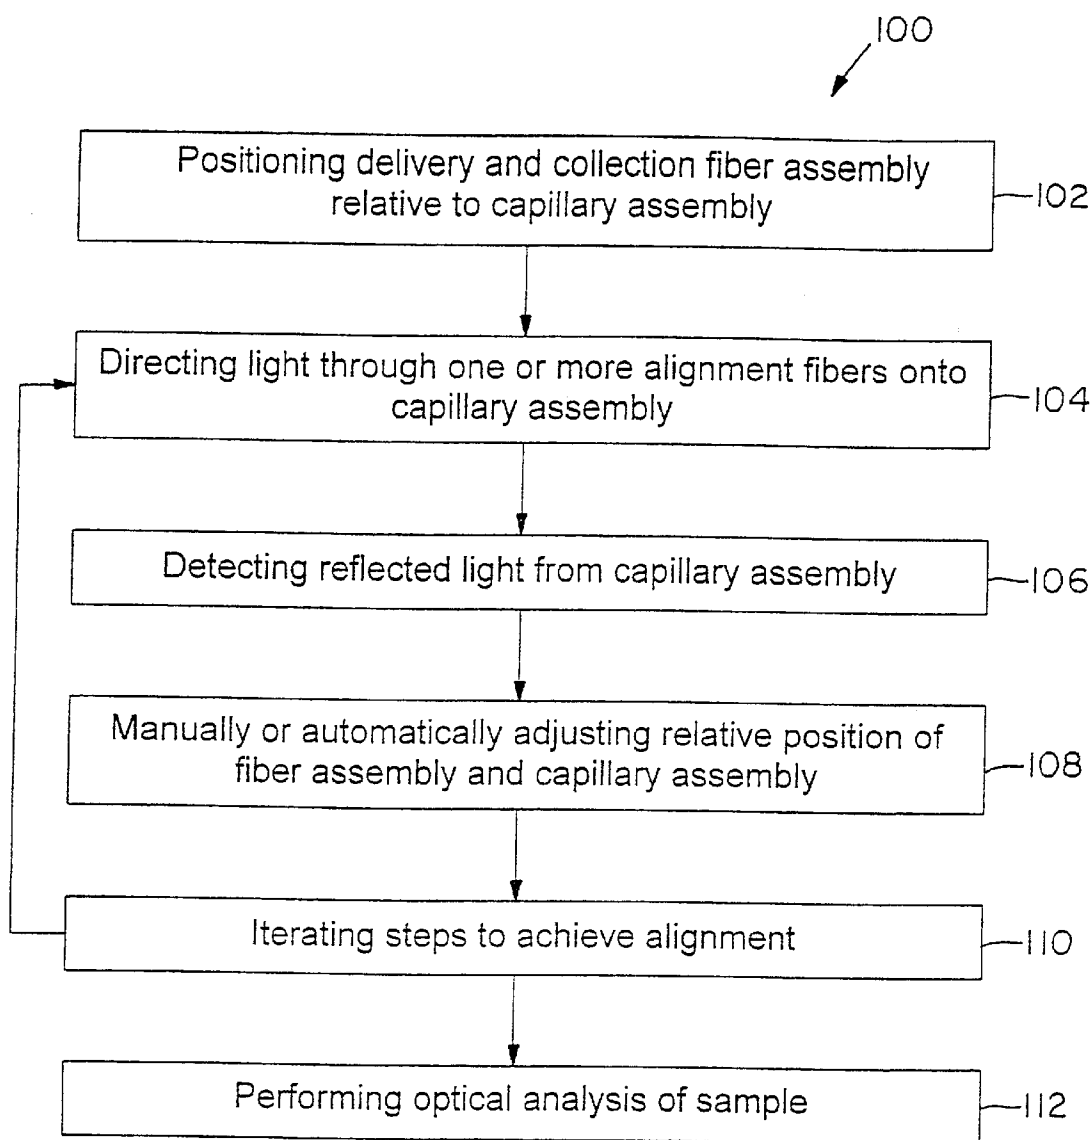 100
Positioning delivery and collection fiber assembly
relative to capillary assembly
102
Directing light through one or more alignment fibers onto
capillary assembly
104
Detecting reflected light from capillary assembly
106
Manually or automatically adjusting relative position of
fiber assembly and capillary assembly
108
Iterating steps to achieve alignment
110
Performing optical analysis of sample
112